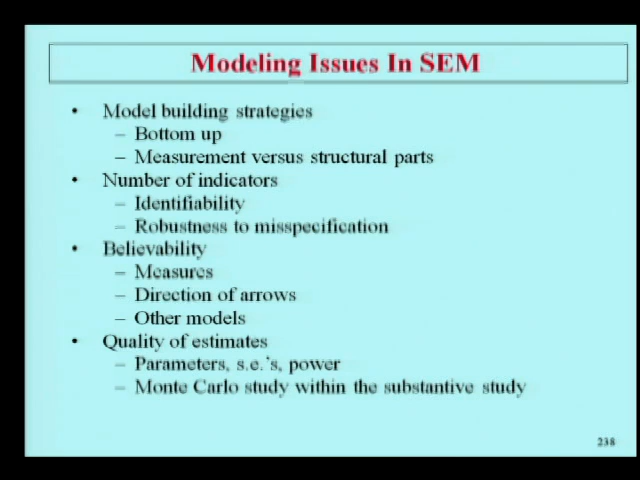 Modeling Issues In SEM
• Model building strategies
– Bottom up
– Measurement versus structural parts
• Number of indicators
– Identifiability
– Robustness to misspecification
• Believability
– Measures
– Direction of arrows
– Other models
• Quality of estimates
– Parameters, s.e.'s, power
– Monte Carlo study within the substantive study
238